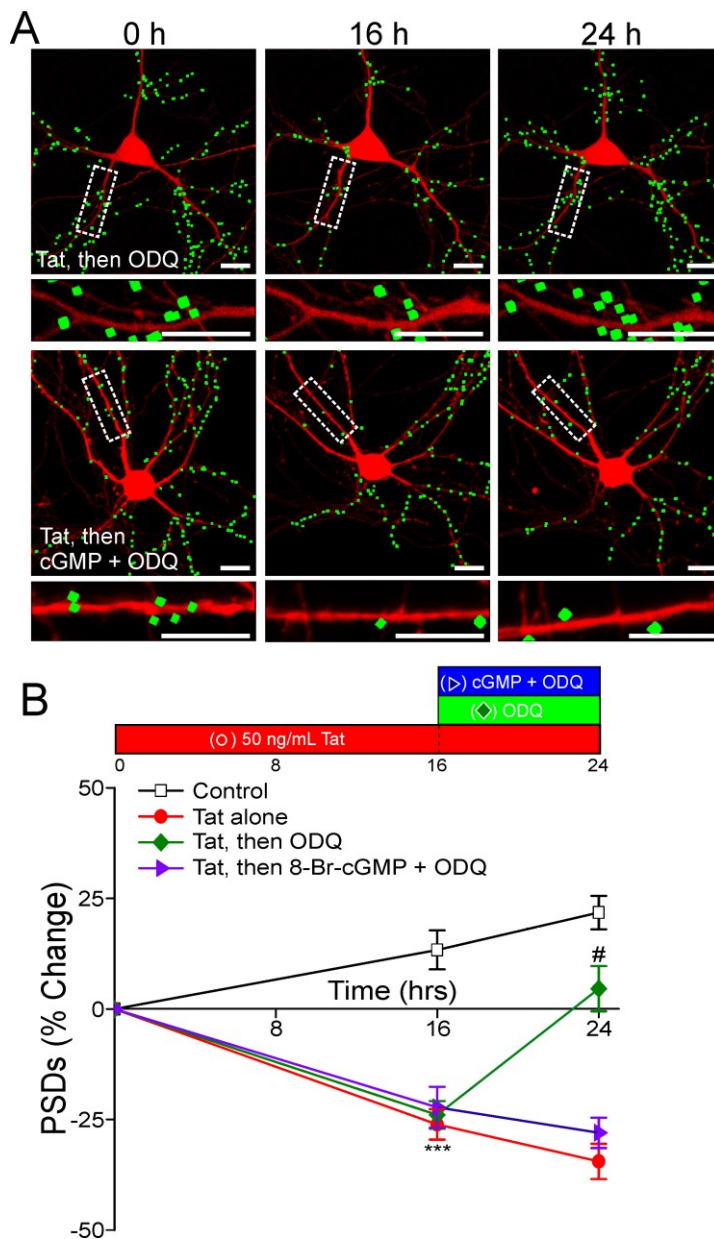 A
0 h 16 h 24 h
Tat, then ODQ
Tat, then
cGMP + ODQ
B
(▷) cGMP + ODQ
(◆) ODQ
(○) 50 ng/mL Tat
0 8 16 24
50
25
0
-25
-50
PSDs (% Change)
Control
Tat alone
Tat, then ODQ
Tat, then 8-Br-cGMP + ODQ
#
Time (hrs)
8 16 24
***